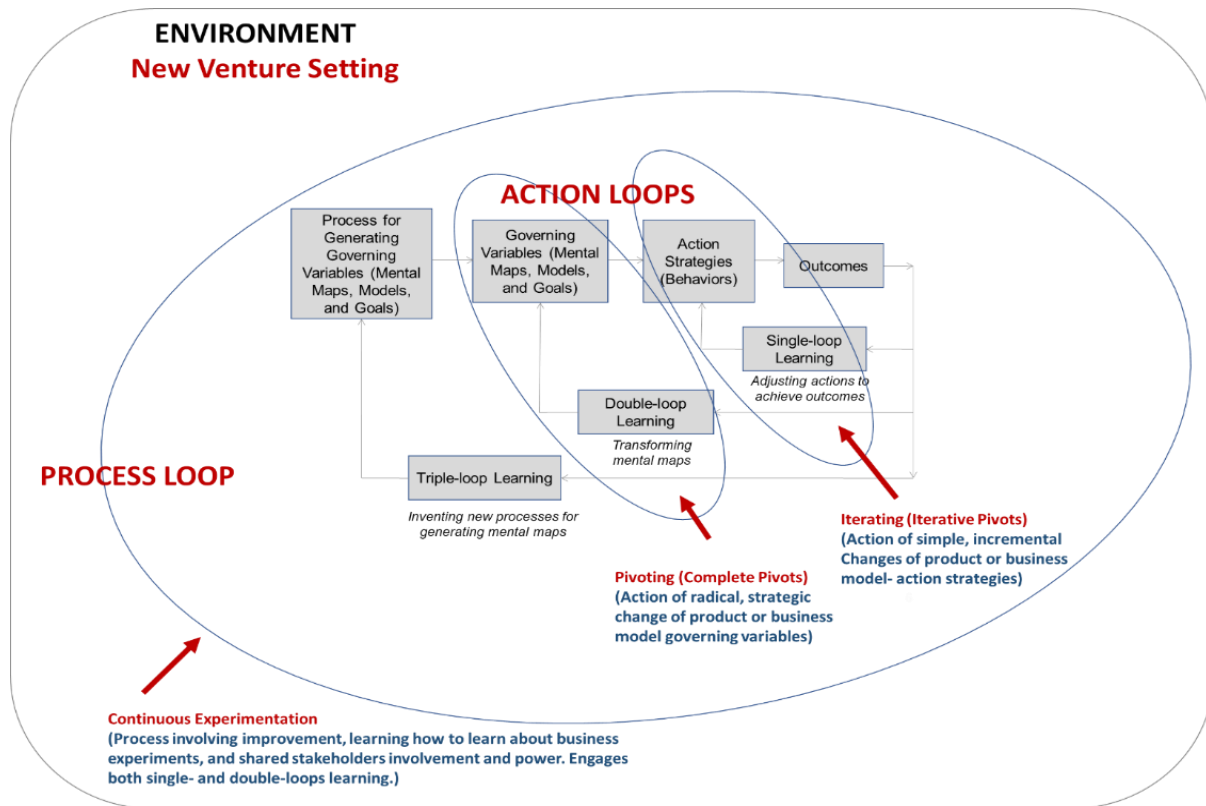 ENVIRONMENT
New Venture Setting
ACTION LOOPS
Process for
Generating
Governing
Variables (Mental
Maps, Models,
and Goals)
Governing
Variables (Mental
Maps, Models,
and Goals)
Action
Strategies
(Behaviors)
Outcomes
Single-loop
Learning
Adjusting actions to
achieve outcomes
Double-loop
Learning
Transforming
mental maps
PROCESS LOOP
Triple-loop Learning
Inventing new processes for
generating mental maps
Iterating (Iterative Pivots)
(Action of simple, incremental
Changes of product or business
model- action strategies)
Pivoting (Complete Pivots)
(Action of radical, strategic
change of product or business
model governing variables)
Continuous Experimentation
(Process involving improvement, learning how to learn about business
experiments, and shared stakeholders involvement and power. Engages
both single- and double-loops learning.)